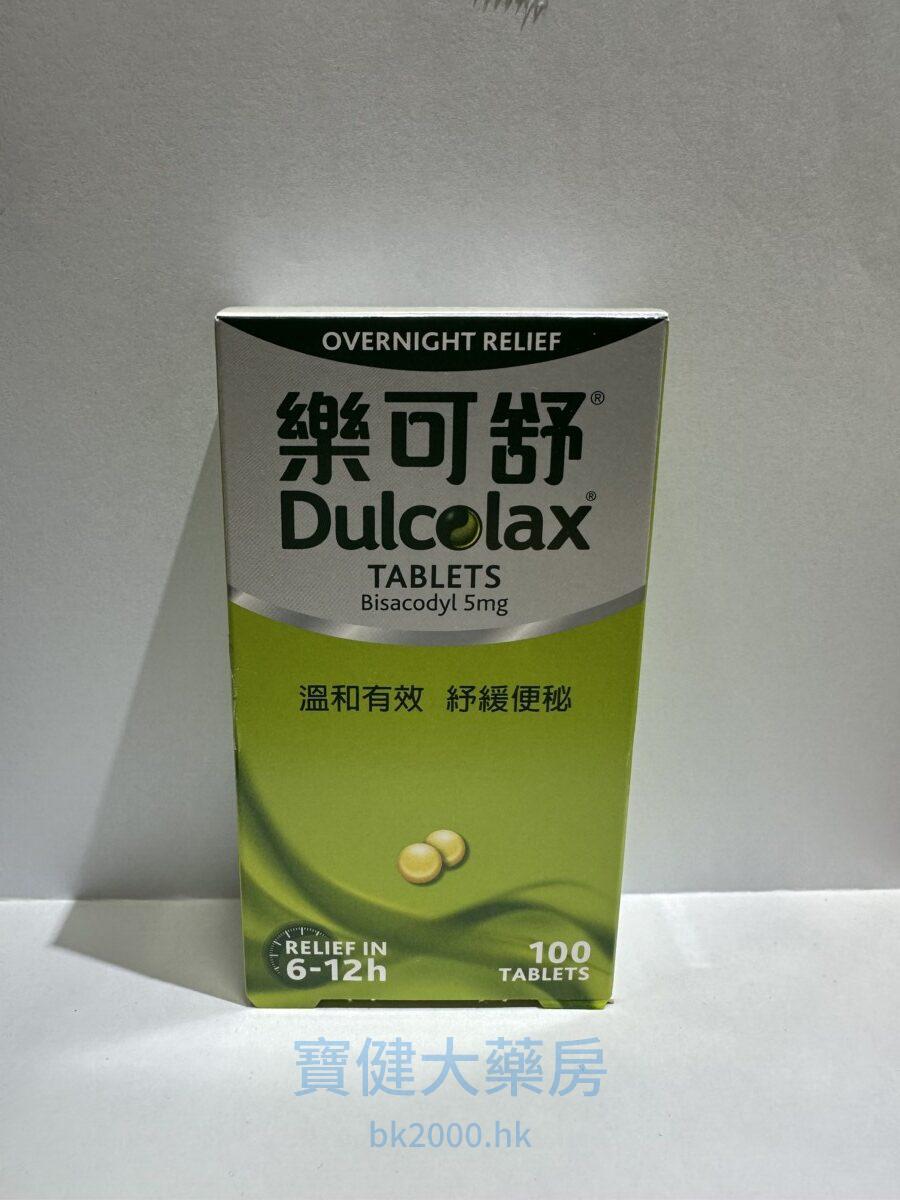 OVERNIGHT RELIEF
樂可舒®
Dulcolax®
TABLETS
Bisacodyl 5mg
溫和有效 紓緩便秘
RELIEF IN
6-12h
100
TABLETS
寶健大藥房
bk2000.hk